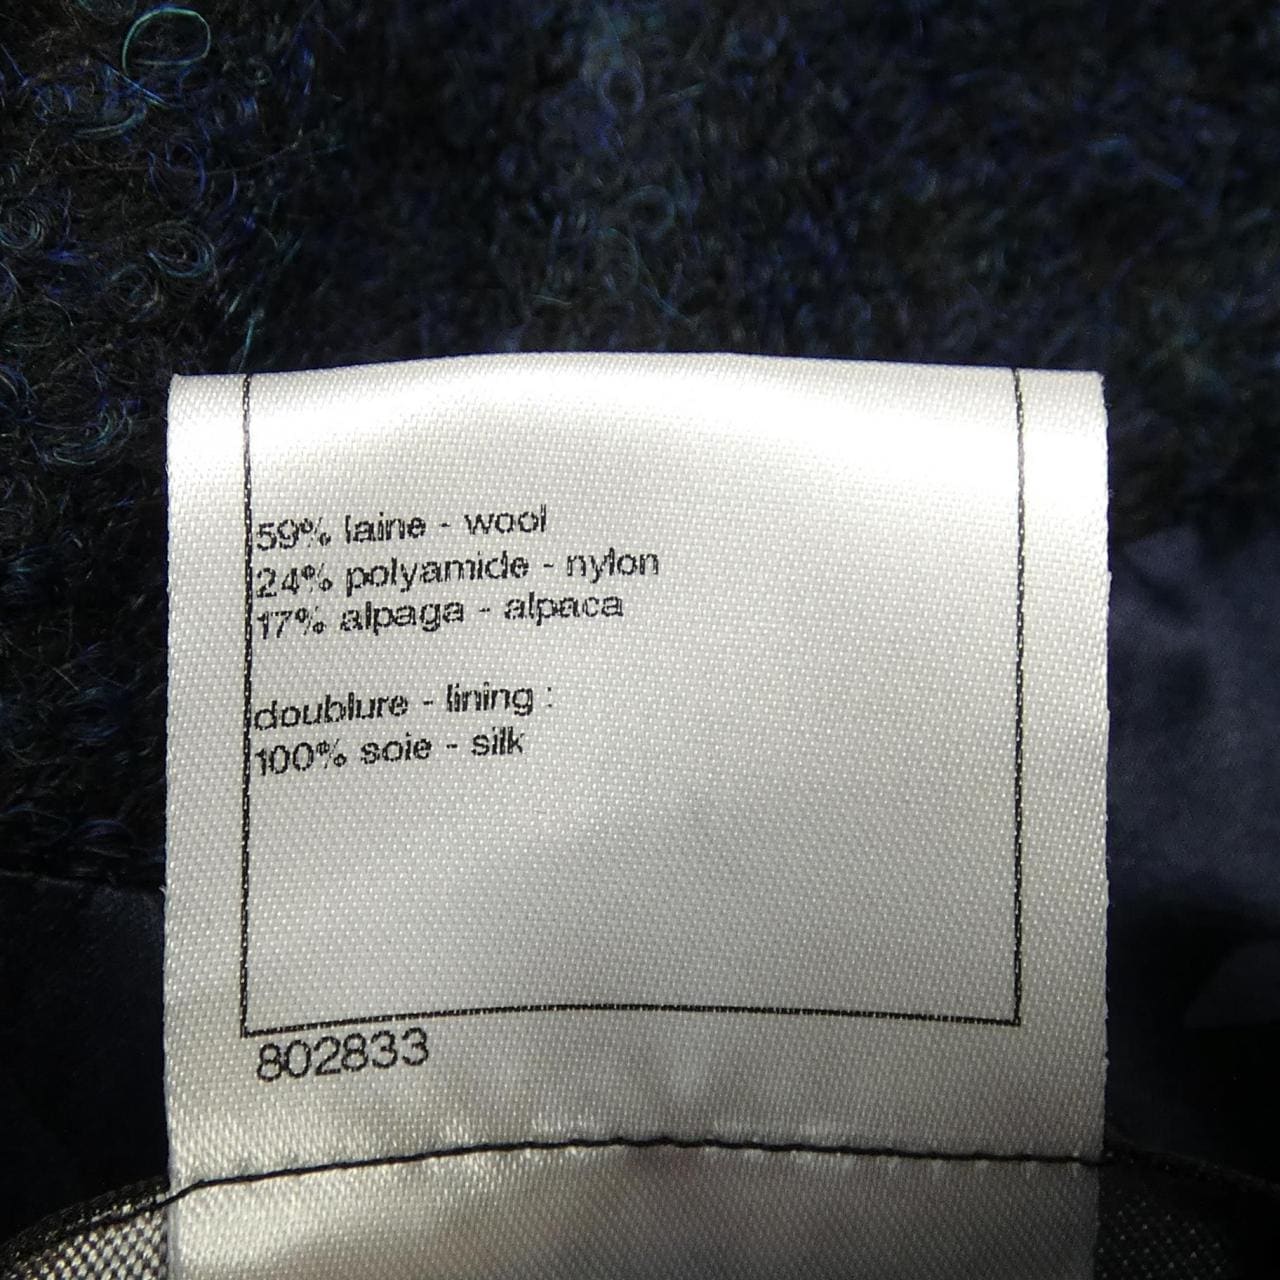 59% laine - wool
24% polyamide - nylon
17% alpaga - alpaca
doublure - lining :
100% soie - silk
802833